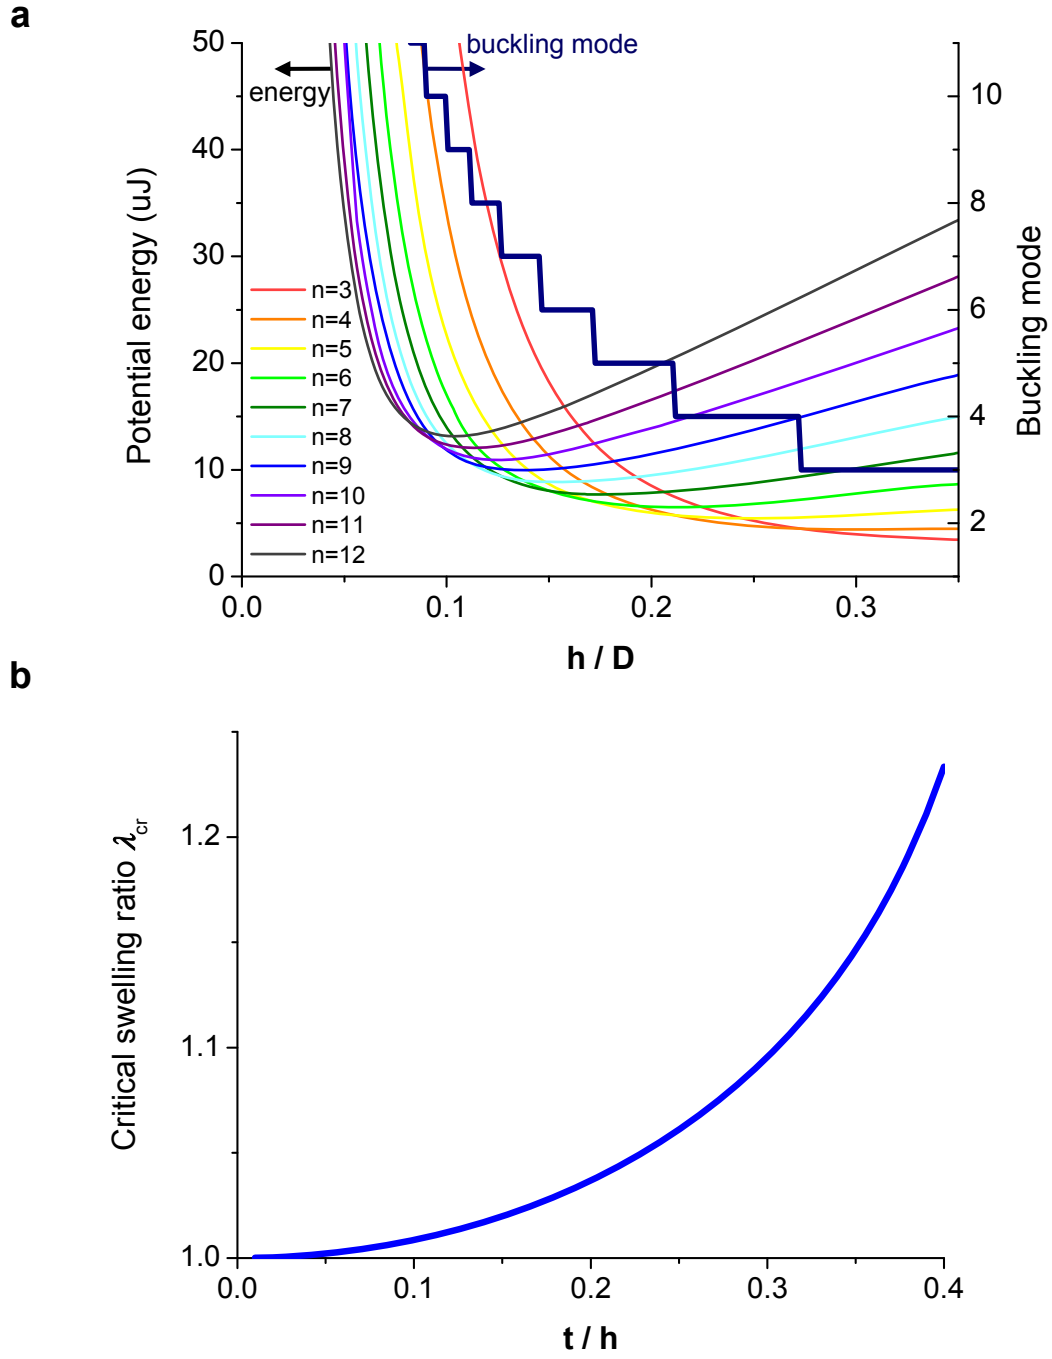 a
50
40
30
20
10
0
Potential energy (uJ)
energy
buckling mode
n=3
n=4
n=5
n=6
n=7
n=8
n=9
n=10
n=11
n=12
10
8
6
4
2
Buckling mode
0.0 0.1 0.2 0.3
h / D
b
1.2
1.1
1.0
Critical swelling ratio λcr
0.0 0.1 0.2 0.3 0.4
t / h